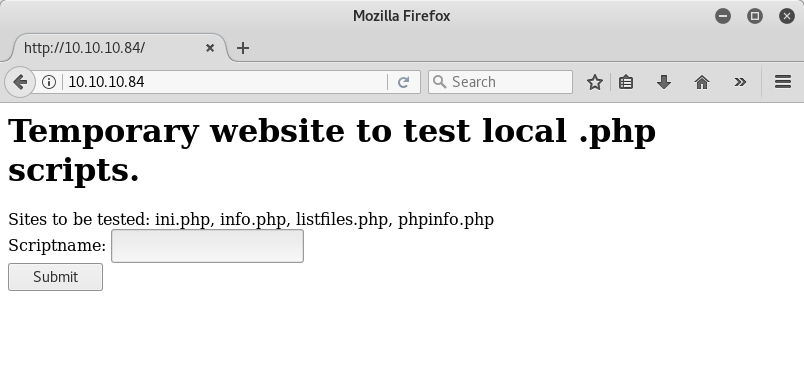 Mozilla Firefox
http://10.10.10.84/
10.10.10.84
Search
Temporary website to test local .php
scripts.
Sites to be tested: ini.php, info.php, listfiles.php, phpinfo.php
Scriptname:
Submit